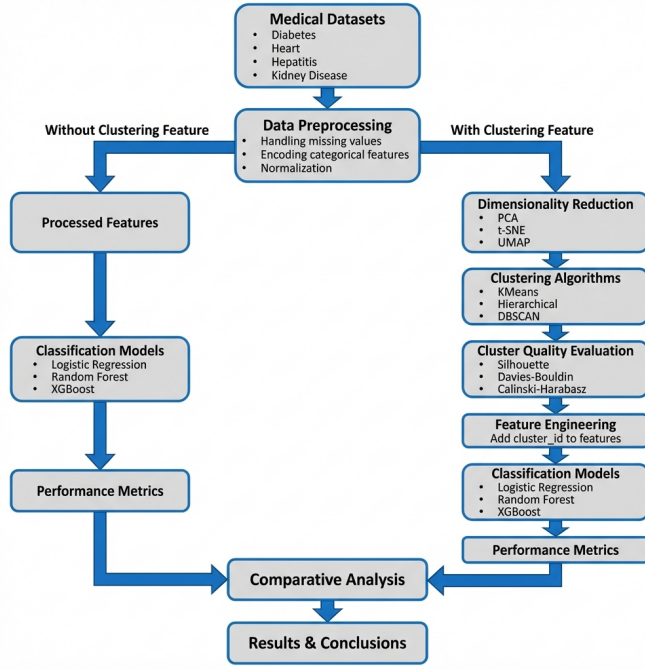 Medical Datasets
• Diabetes
• Heart
• Hepatitis
• Kidney Disease
Without Clustering Feature
Data Preprocessing
• Handling missing values
• Encoding categorical features
• Normalization
With Clustering Feature
Processed Features
Classification Models
• Logistic Regression
• Random Forest
• XGBoost
Performance Metrics
Dimensionality Reduction
• PCA
• t-SNE
• UMAP
Clustering Algorithms
• KMeans
• Hierarchical
• DBSCAN
Cluster Quality Evaluation
• Silhouette
• Davies-Bouldin
• Calinski-Harabasz
Feature Engineering
Add cluster_id to features
Classification Models
• Logistic Regression
• Random Forest
• XGBoost
Performance Metrics
Comparative Analysis
Results & Conclusions